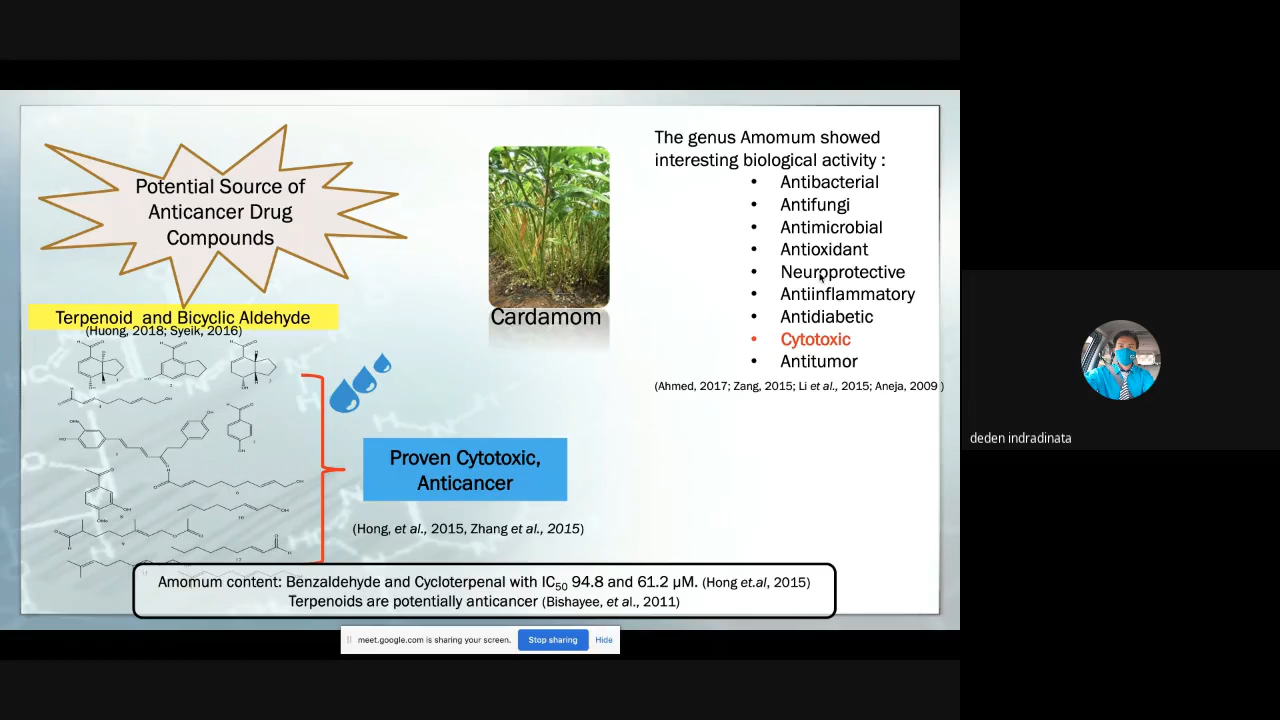 Potential Source of
Anticancer Drug
Compounds
Terpenoid and Bicyclic Aldehyde
(Huong, 2018; Syeik, 2016)
Cardamom
The genus Amomum showed
interesting biological activity :
• Antibacterial
• Antifungi
• Antimicrobial
• Antioxidant
• Neuroprotective
• Antiinflammatory
• Antidiabetic
• Cytotoxic
• Antitumor
(Ahmed, 2017; Zang, 2015; Li et al., 2015; Aneja, 2009 )
Proven Cytotoxic,
Anticancer
(Hong, et al., 2015, Zhang et al., 2015)
Amomum content: Benzaldehyde and Cycloterpenal with IC50 94.8 and 61.2 µM. (Hong et.al, 2015)
Terpenoids are potentially anticancer (Bishayee, et al., 2011)
meet.google.com is sharing your screen.
Stop sharing
Hide
deden indradinata